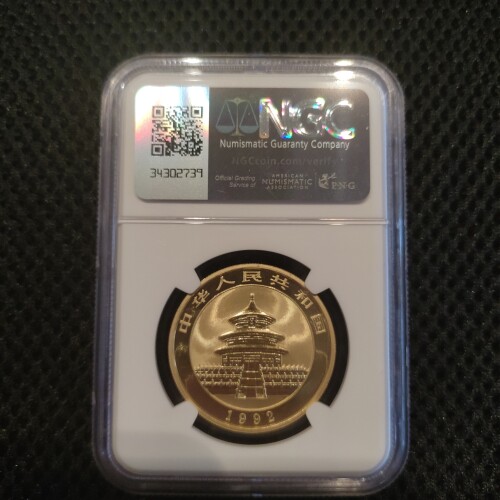 NGC
Numismatic Guaranty Company
NGCcoin.com/verify
34302739
Official Grading
Service of
AMERICAN
NUMISMATIC
ASSOCIATION
PNG
中华人民共和国
1992